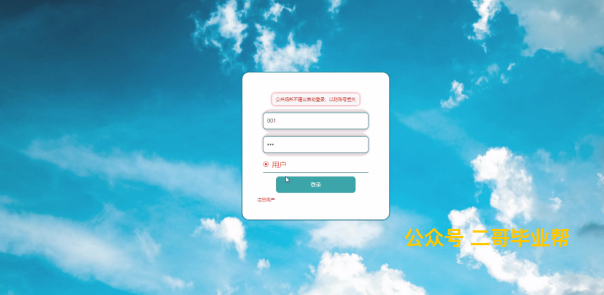 公共场所不建议自动登录，以防账号丢失
001
•••
用户
登录
注册用户
公众号 二哥毕业帮